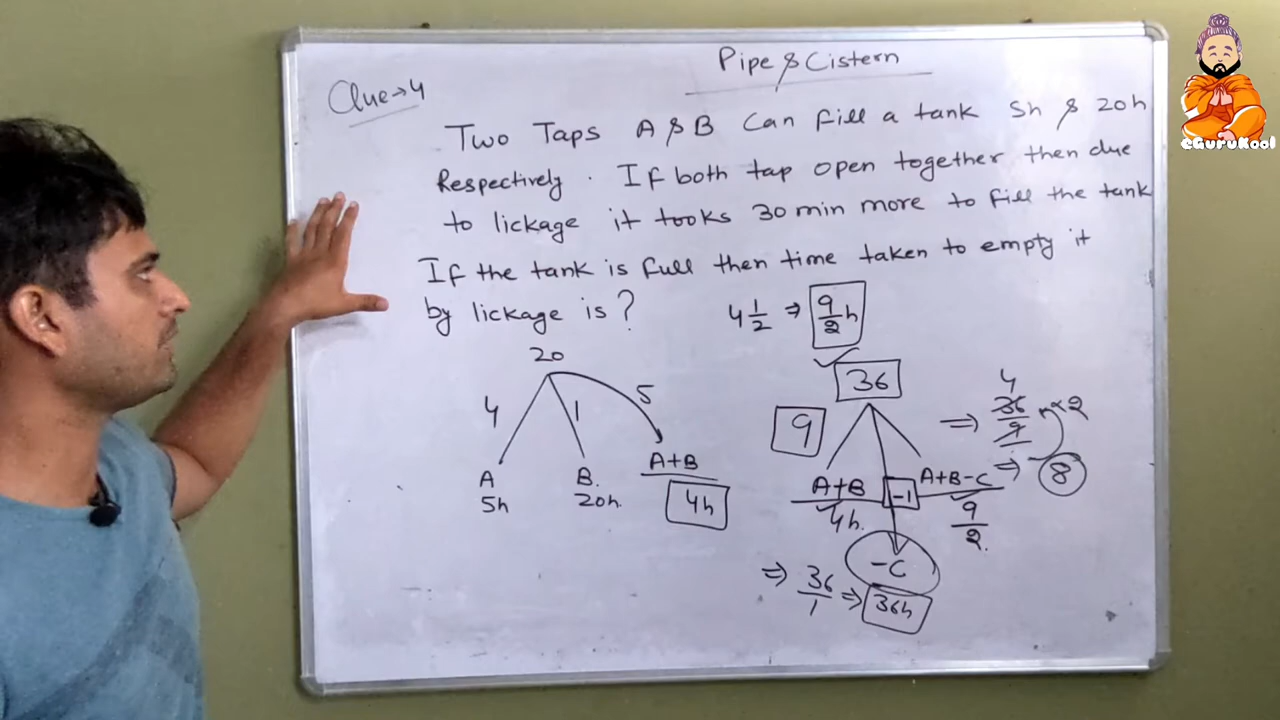 Pipe & Cistern
eGuruKool
Clue→4
Two Taps A & B Can Fill a tank 5h & 20h
Respectively. If both tap open together then due
to lickage it tooks 30 min more to fill the tank
If the tank is full then time taken to empty it
by lickage is ?
4 1/2 ⇒ 9/2 h
20
4 1 5
A B. A+B
5h 20h. 4h
36
9
A+B -1 A+B-C
4h. 9/2.
-C
⇒ 36/1 ⇒ 36h
4
⇒ 36/9 × 2
⇒ 8